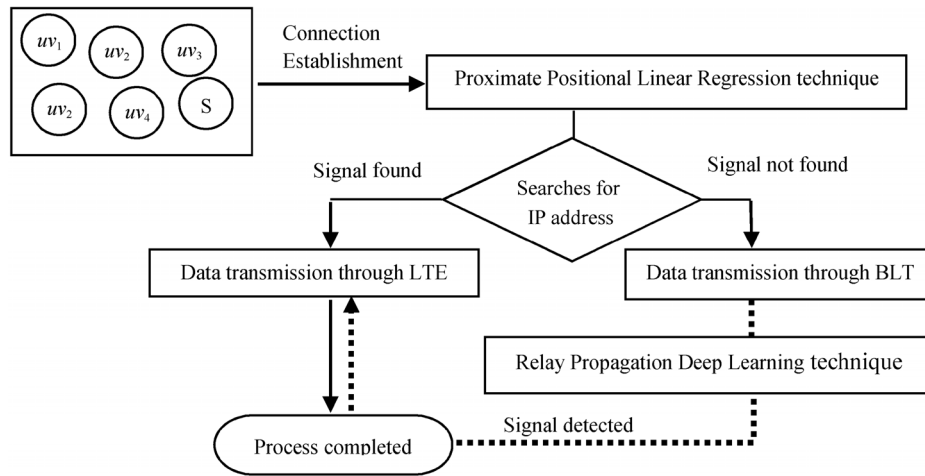 uv₁
uv₂
uv₃
uv₂
uv₄
S
Connection
Establishment
Proximate Positional Linear Regression technique
Signal found
Searches for
IP address
Signal not found
Data transmission through LTE
Data transmission through BLT
Relay Propagation Deep Learning technique
Signal detected
Process completed